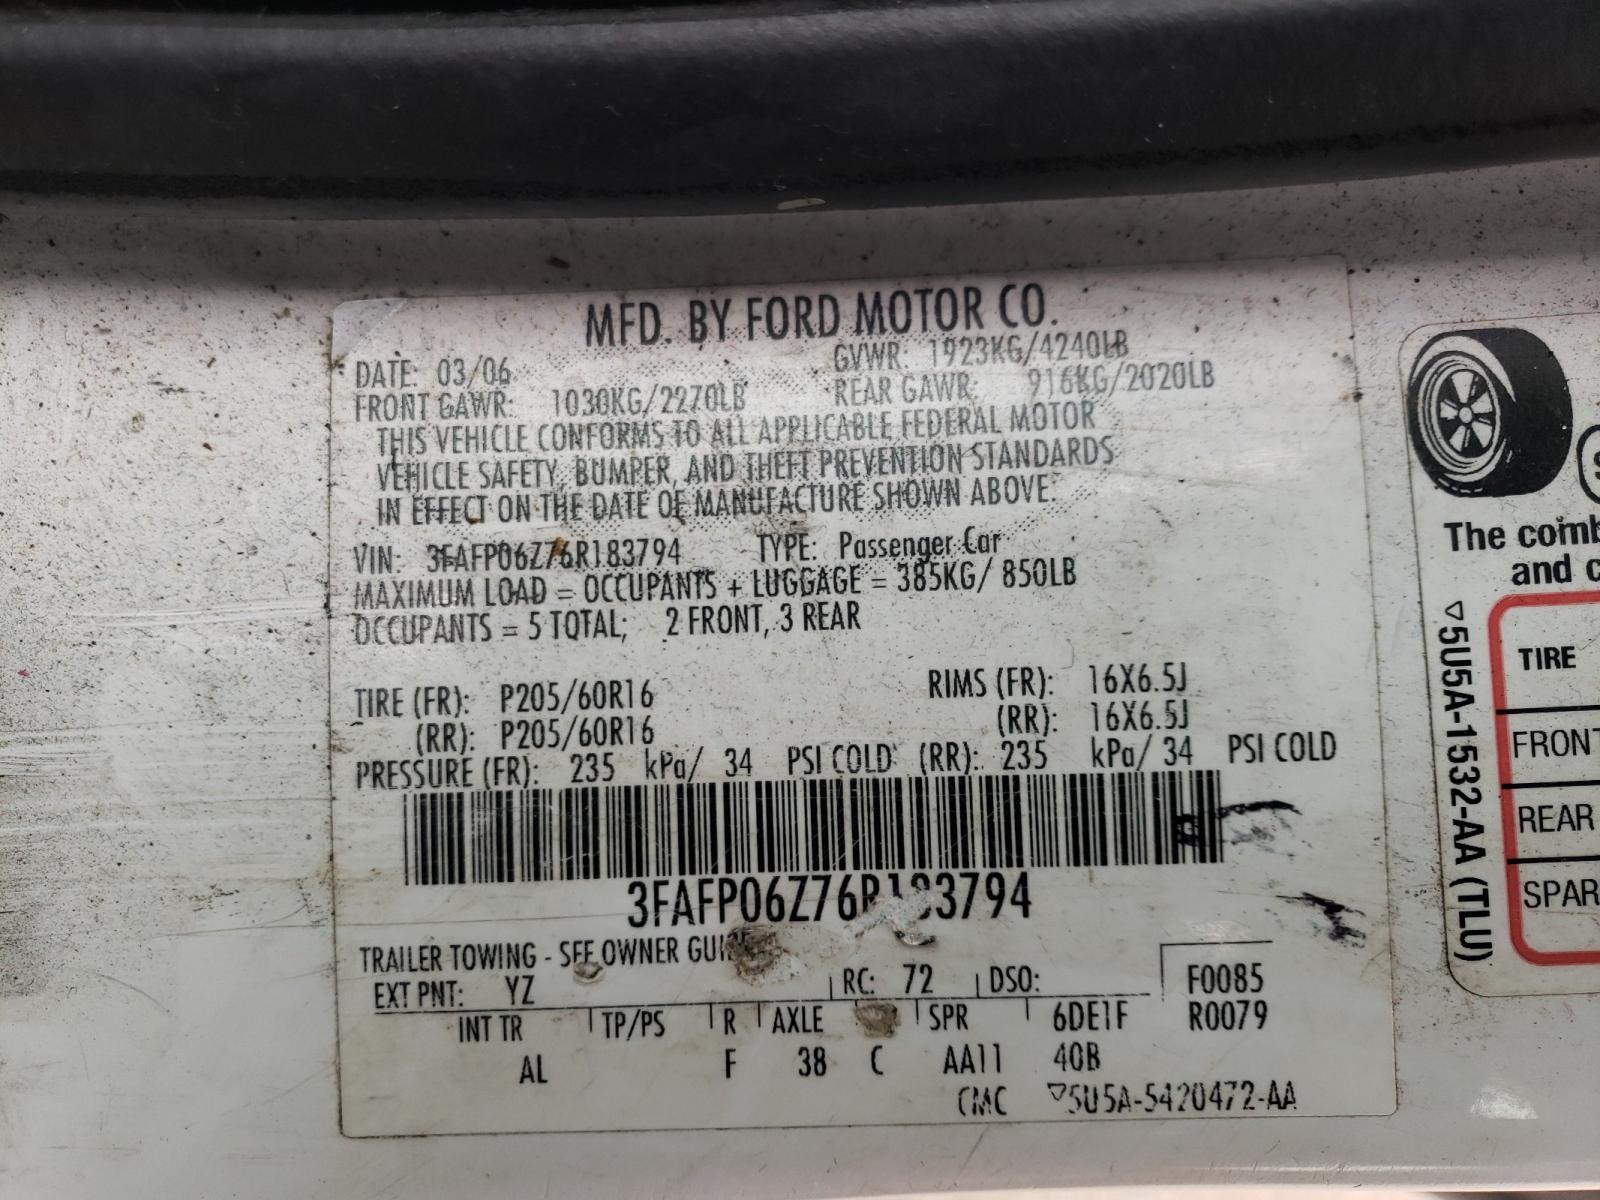 MFD. BY FORD MOTOR CO.
DATE: 03/06 GVWR: 1923KG/4240LB
FRONT GAWR: 1030KG/2270LB REAR GAWR: 916KG/2020LB
THIS VEHICLE CONFORMS TO ALL APPLICABLE FEDERAL MOTOR
VEHICLE SAFETY, BUMPER, AND THEFT PREVENTION STANDARDS
IN EFFECT ON THE DATE OF MANUFACTURE SHOWN ABOVE.
VIN: 3FAFP06Z76R183794 TYPE: Passenger Car
MAXIMUM LOAD = OCCUPANTS + LUGGAGE = 385KG/ 850LB
OCCUPANTS = 5 TOTAL; 2 FRONT, 3 REAR
TIRE (FR): P205/60R16 RIMS (FR): 16X6.5J
(RR): P205/60R16 (RR): 16X6.5J
PRESSURE (FR): 235 kPa/ 34 PSI COLD (RR): 235 kPa/ 34 PSI COLD
3FAFP06Z76R183794
TRAILER TOWING - SEE OWNER
EXT PNT: YZ RC: 72 DSO: F0085
INT TR TP/PS R AXLE SPR 6DE1F R0079
AL F 38 C AA11 40B
CMC ▽5U5A-5420472-AA
The comb
and c
▽5U5A-1532-AA (TLU)
TIRE
FRONT
REAR
SPAR